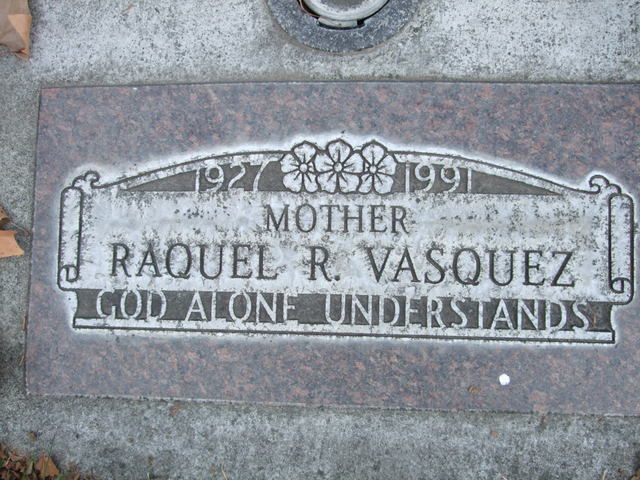 1927 1991
MOTHER
RAQUEL R. VASQUEZ
GOD ALONE UNDERSTANDS